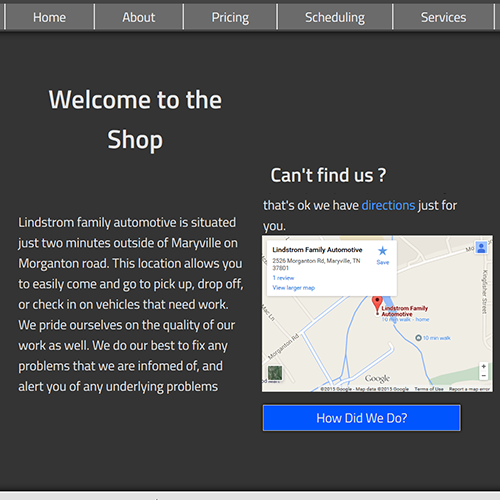 Home About Pricing Scheduling Services
Welcome to the
Shop
Lindstrom family automotive is situated
just two minutes outside of Maryville on
Morganton road. This location allows you
to easily come and go to pick up, drop off,
or check in on vehicles that need work.
We pride ourselves on the quality of our
work as well. We do our best to fix any
problems that we are infomed of, and
alert you of any underlying problems
Can't find us ?
that's ok we have directions just for
you.
Lindstrom Family Automotive
2526 Morganton Rd, Maryville, TN
37801
1 review
View larger map
Save
Kingfisher Street
Lindstrom Family
Automotive
10 min walk - home
10 min walk
Mac Ln
Morganton Rd
Morganton Rd
Google
©2015 Google - Map data ©2015 Google Terms of Use Report a map error
How Did We Do?